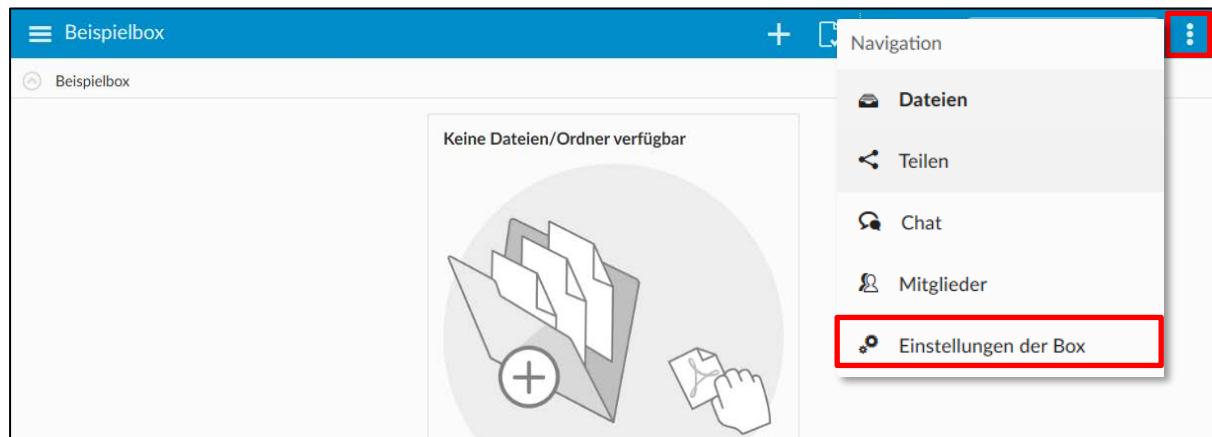 Beispielbox
Navigation
Beispielbox
Dateien
Keine Dateien/Ordner verfügbar
Teilen
Chat
Mitglieder
Einstellungen der Box